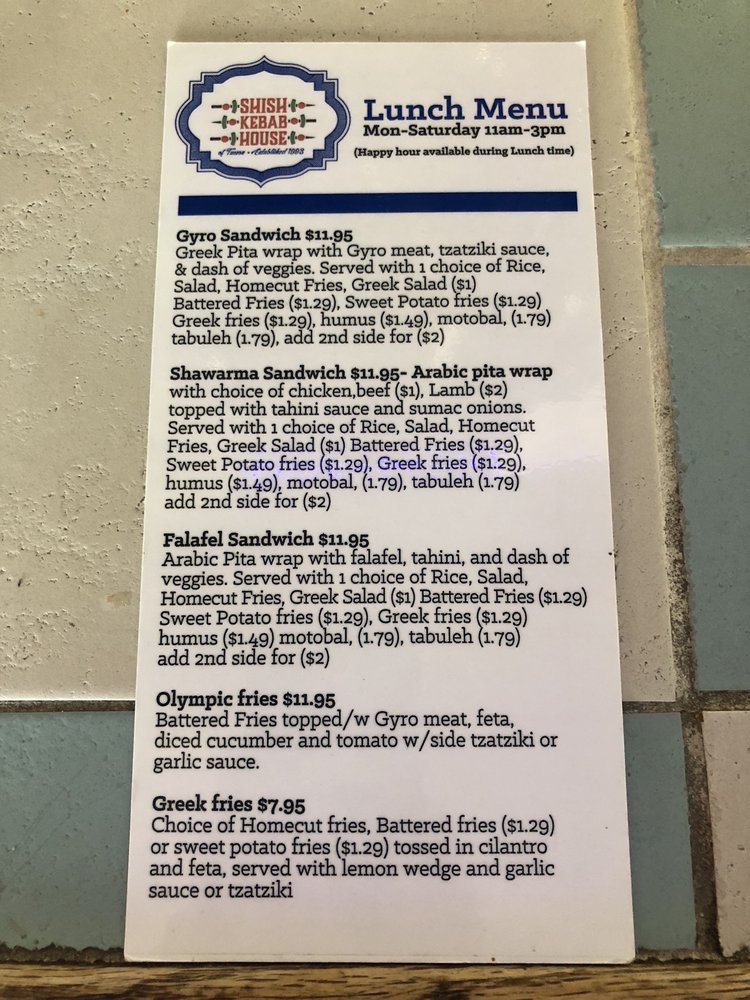 SHISH
KEBAB
HOUSE
of Tacoma • Established 1993
Lunch Menu
Mon-Saturday 11am-3pm
(Happy hour available during Lunch time)
Gyro Sandwich $11.95
Greek Pita wrap with Gyro meat, tzatziki sauce,
& dash of veggies. Served with 1 choice of Rice,
Salad, Homecut Fries, Greek Salad ($1)
Battered Fries ($1.29), Sweet Potato fries ($1.29)
Greek fries ($1.29), humus ($1.49), motobal, (1.79)
tabuleh (1.79), add 2nd side for ($2)
Shawarma Sandwich $11.95- Arabic pita wrap
with choice of chicken,beef ($1), Lamb ($2)
topped with tahini sauce and sumac onions.
Served with 1 choice of Rice, Salad, Homecut
Fries, Greek Salad ($1) Battered Fries ($1.29),
Sweet Potato fries ($1.29), Greek fries ($1.29),
humus ($1.49), motobal, (1.79), tabuleh (1.79)
add 2nd side for ($2)
Falafel Sandwich $11.95
Arabic Pita wrap with falafel, tahini, and dash of
veggies. Served with 1 choice of Rice, Salad,
Homecut Fries, Greek Salad ($1) Battered Fries ($1.29)
Sweet Potato fries ($1.29), Greek fries ($1.29)
humus ($1.49) motobal, (1.79), tabuleh (1.79)
add 2nd side for ($2)
Olympic fries $11.95
Battered Fries topped/w Gyro meat, feta,
diced cucumber and tomato w/side tzatziki or
garlic sauce.
Greek fries $7.95
Choice of Homecut fries, Battered fries ($1.29)
or sweet potato fries ($1.29) tossed in cilantro
and feta, served with lemon wedge and garlic
sauce or tzatziki